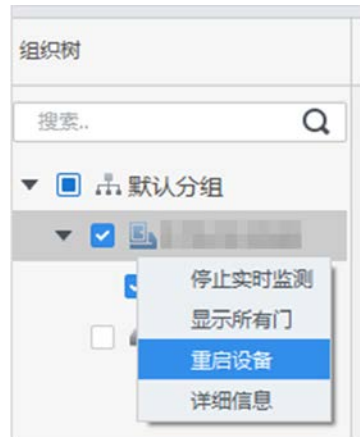 组织树
搜索..
默认分组
停止实时监测
显示所有门
重启设备
详细信息